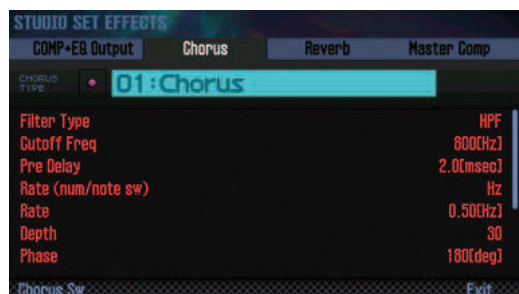 STUDIO SET EFFECTS
COMP+EQ Output Chorus Reverb Master Comp
CHORUS TYPE 01:Chorus
Filter Type HPF
Cutoff Freq 800[Hz]
Pre Delay 2.0[msec]
Rate (num/note sw) Hz
Rate 0.50[Hz]
Depth 30
Phase 180[deg]
Chorus Sw Exit